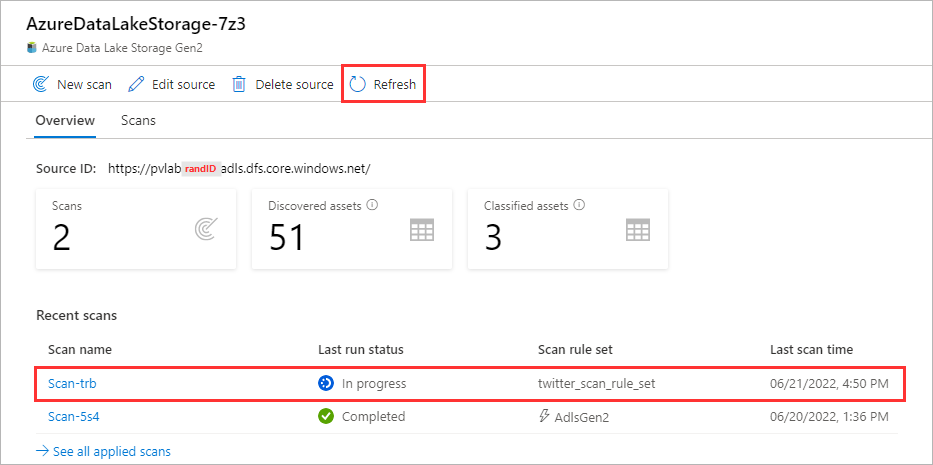 AzureDataLakeStorage-7z3
Azure Data Lake Storage Gen2
New scan Edit source Delete source Refresh
Overview Scans
Source ID: https://pvlab randID adls.dfs.core.windows.net/
Scans Discovered assets Classified assets
2 51 3
Recent scans
Scan name Last run status Scan rule set Last scan time
Scan-trb In progress twitter_scan_rule_set 06/21/2022, 4:50 PM
Scan-5s4 Completed AdlsGen2 06/20/2022, 1:36 PM
See all applied scans